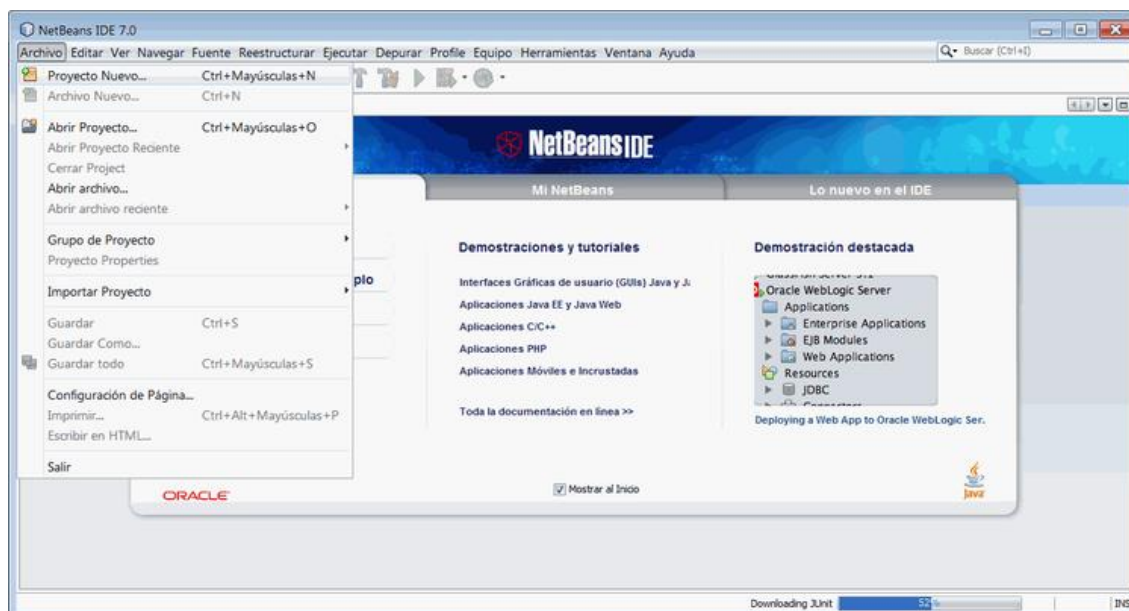 NetBeans IDE 7.0
Archivo Editar Ver Navegar Fuente Reestructurar Ejecutar Depurar Profile Equipo Herramientas Ventana Ayuda
Buscar (Ctrl+I)
Proyecto Nuevo... Ctrl+Mayúsculas+N
Archivo Nuevo... Ctrl+N
Abrir Proyecto... Ctrl+Mayúsculas+O
Abrir Proyecto Reciente
Cerrar Project
Abrir archivo...
Abrir archivo reciente
Grupo de Proyecto
Proyecto Properties
Importar Proyecto
Guardar Ctrl+S
Guardar Como...
Guardar todo Ctrl+Mayúsculas+S
Configuración de Página...
Imprimir... Ctrl+Alt+Mayúsculas+P
Escribir en HTML...
Salir
NetBeans IDE
Mi NetBeans
Lo nuevo en el IDE
plo
Demostraciones y tutoriales
Interfaces Gráficas de usuario (GUIs) Java y J
Aplicaciones Java EE y Java Web
Aplicaciones C/C++
Aplicaciones PHP
Aplicaciones Móviles e Incrustadas
Toda la documentación en línea >>
Demostración destacada
Oracle WebLogic Server
Applications
Enterprise Applications
EJB Modules
Web Applications
Resources
JDBC
Deploying a Web App to Oracle WebLogic Ser.
ORACLE
Mostrar al Inicio
Java
Downloading JUnit 52%
INS